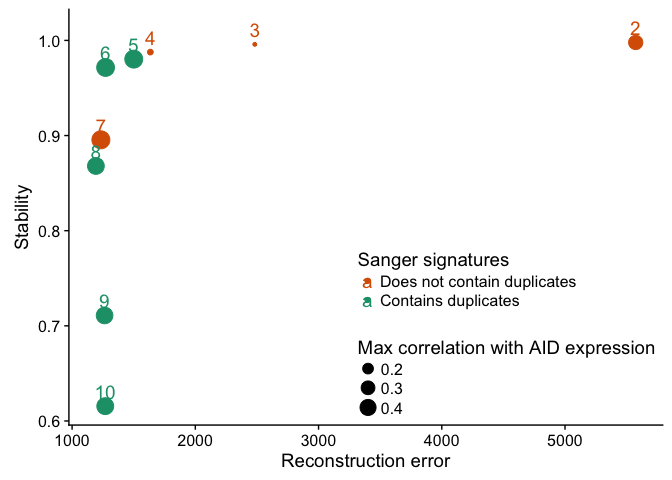 2
3
4
5
6
1.0
7
0.9
8
Stability
0.8
Sanger signatures
a Does not contain duplicates
a Contains duplicates
9
0.7
Max correlation with AID expression
0.2
0.3
10
0.4
0.6
1000 2000 3000 4000 5000
Reconstruction error